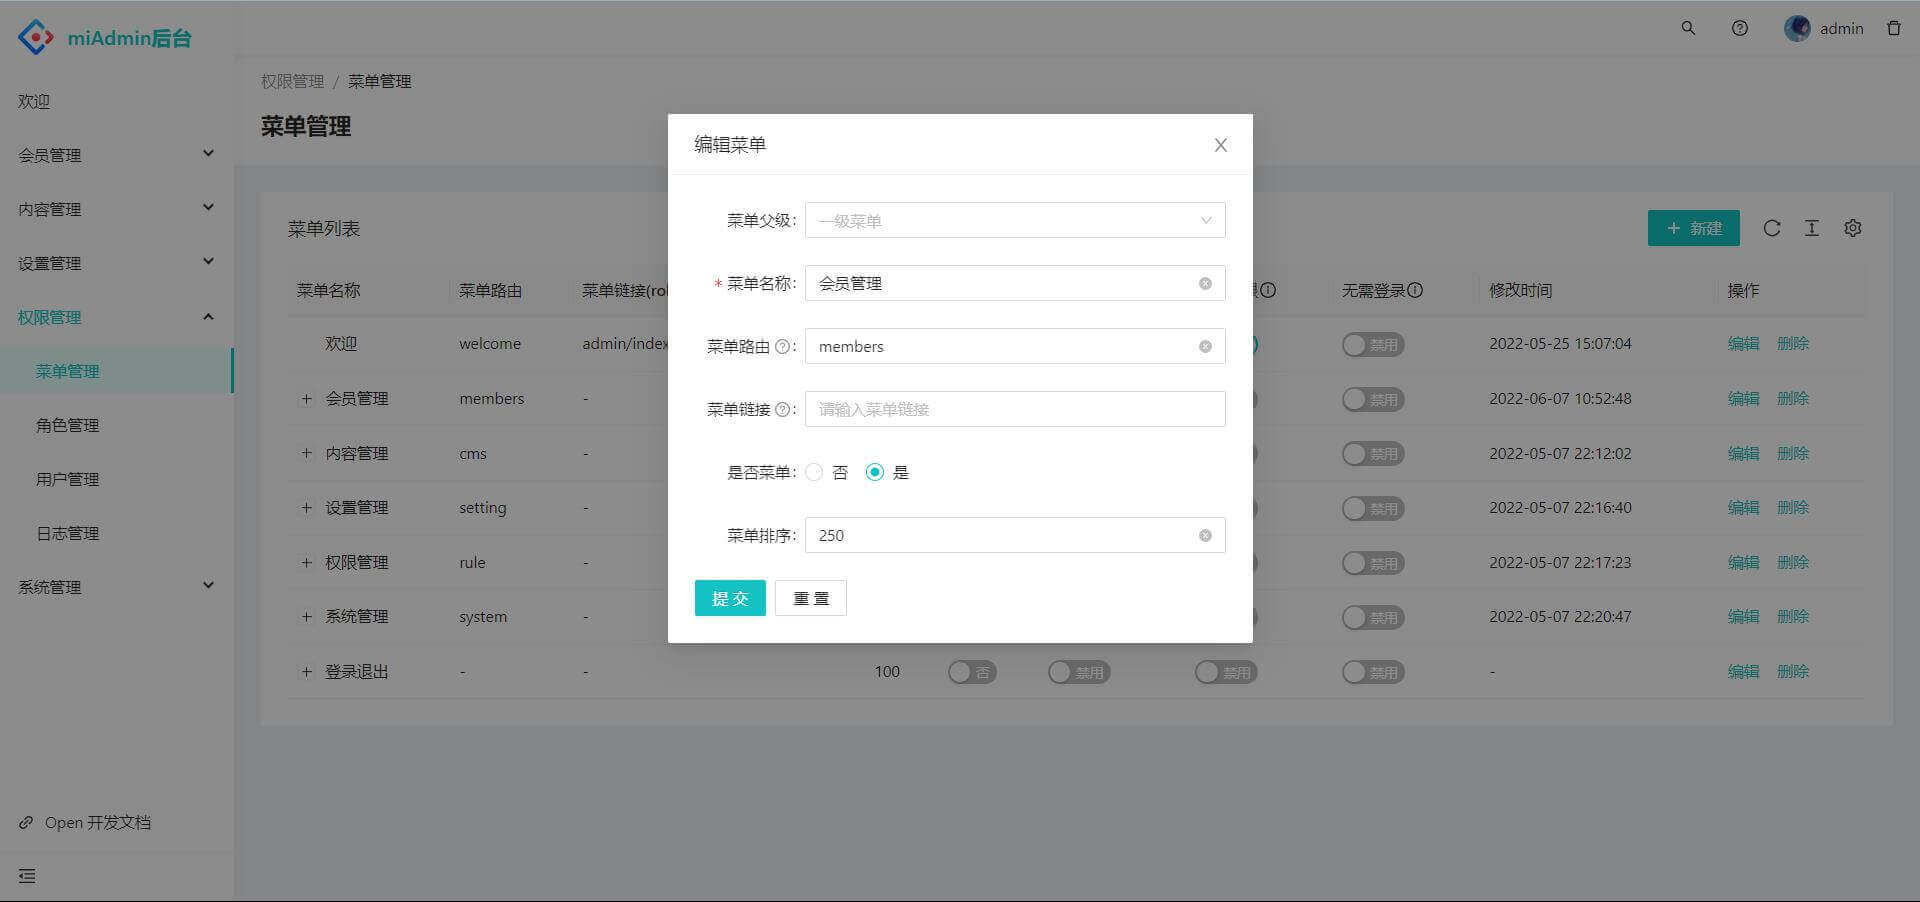 miAdmin后台
admin
欢迎
会员管理
内容管理
设置管理
权限管理
菜单管理
角色管理
用户管理
日志管理
系统管理
Open 开发文档
权限管理 / 菜单管理
菜单管理
菜单列表
+ 新建
菜单名称 菜单路由 菜单链接(rol 无需登录 修改时间 操作
欢迎 welcome admin/index 禁用 2022-05-25 15:07:04 编辑 删除
+ 会员管理 members - 禁用 2022-06-07 10:52:48 编辑 删除
+ 内容管理 cms - 禁用 2022-05-07 22:12:02 编辑 删除
+ 设置管理 setting - 禁用 2022-05-07 22:16:40 编辑 删除
+ 权限管理 rule - 禁用 2022-05-07 22:17:23 编辑 删除
+ 系统管理 system - 禁用 2022-05-07 22:20:47 编辑 删除
+ 登录退出 - - 100 否 禁用 禁用 禁用 - 编辑 删除
编辑菜单
菜单父级: 一级菜单
* 菜单名称: 会员管理
菜单路由 : members
菜单链接 : 请输入菜单链接
是否菜单: 否 是
菜单排序: 250
提 交 重 置